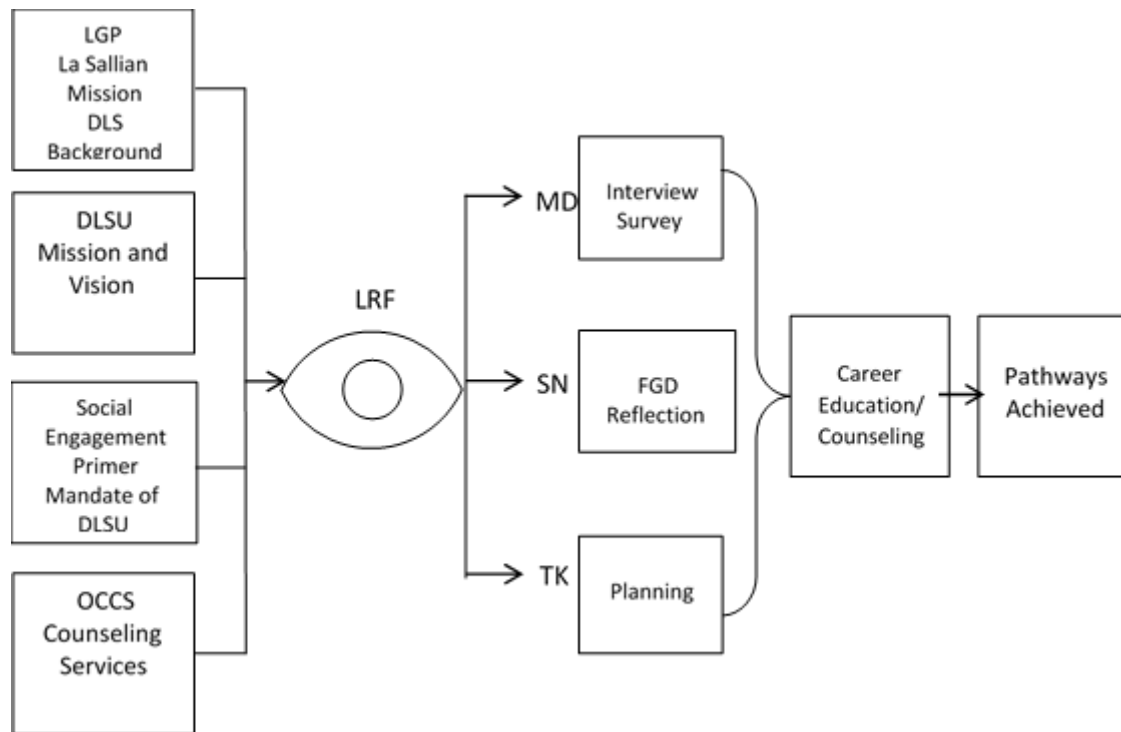 LGP
La Sallian
Mission
DLS
Background
DLSU
Mission and
Vision
Social
Engagement
Primer
Mandate of
DLSU
OCCS
Counseling
Services
LRF
MD
Interview
Survey
SN
FGD
Reflection
TK
Planning
Career
Education/
Counseling
Pathways
Achieved